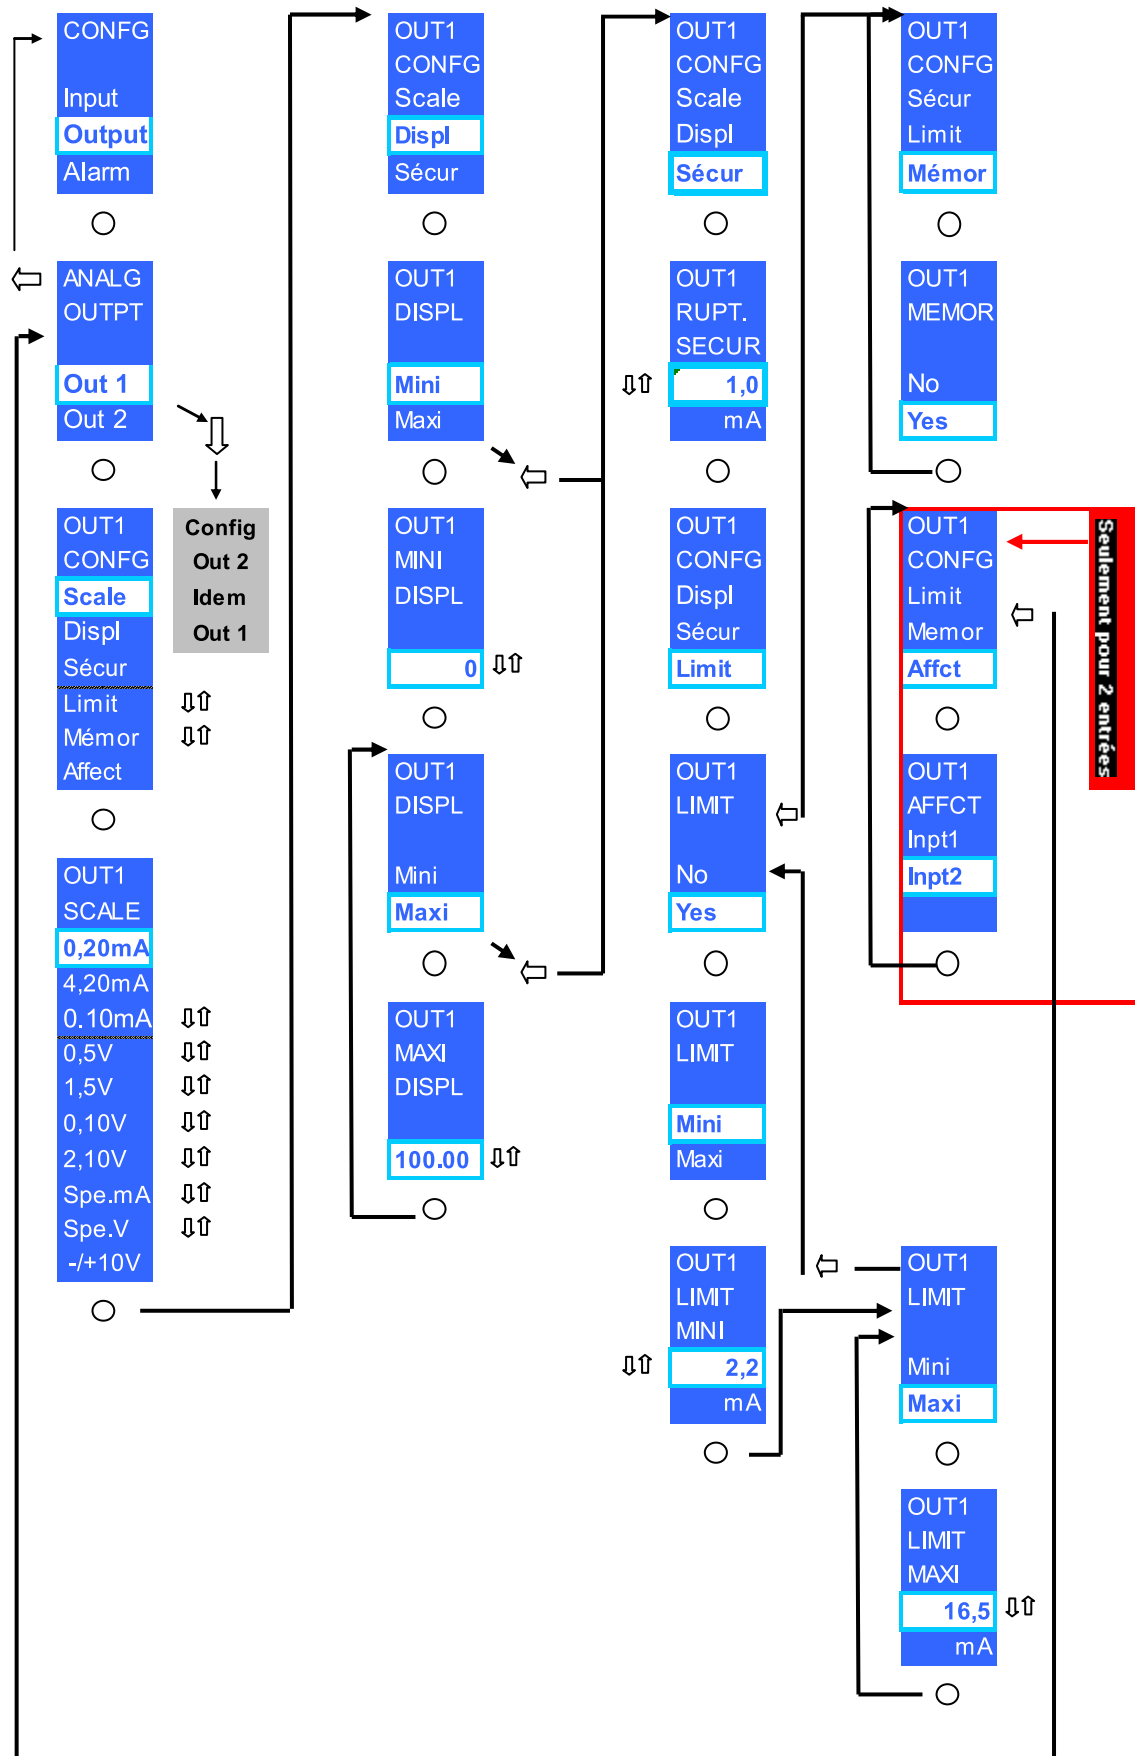 CONFG
Input
Output
Alarm
ANALG
OUTPT
Out 1
Out 2
OUT1
CONFG
Scale
Displ
Sécur
Limit
Mémor
Affect
Config
Out 2
Idem
Out 1
OUT1
SCALE
0,20mA
4,20mA
0.10mA
0,5V
1,5V
0,10V
2,10V
Spe.mA
Spe.V
-/+10V
OUT1
CONFG
Scale
Displ
Sécur
OUT1
DISPL
Mini
Maxi
OUT1
MINI
DISPL
0
OUT1
DISPL
Mini
Maxi
OUT1
MAXI
DISPL
100.00
OUT1
CONFG
Scale
Displ
Sécur
OUT1
RUPT.
SECUR
1,0
mA
OUT1
CONFG
Displ
Sécur
Limit
OUT1
LIMIT
No
Yes
OUT1
LIMIT
Mini
Maxi
OUT1
LIMIT
MINI
2,2
mA
OUT1
CONFG
Sécur
Limit
Mémor
OUT1
MEMOR
No
Yes
OUT1
CONFG
Limit
Memor
Affct
Seulement pour 2 entrées
OUT1
AFFCT
Inpt1
Inpt2
OUT1
LIMIT
Mini
Maxi
OUT1
LIMIT
MAXI
16,5
mA